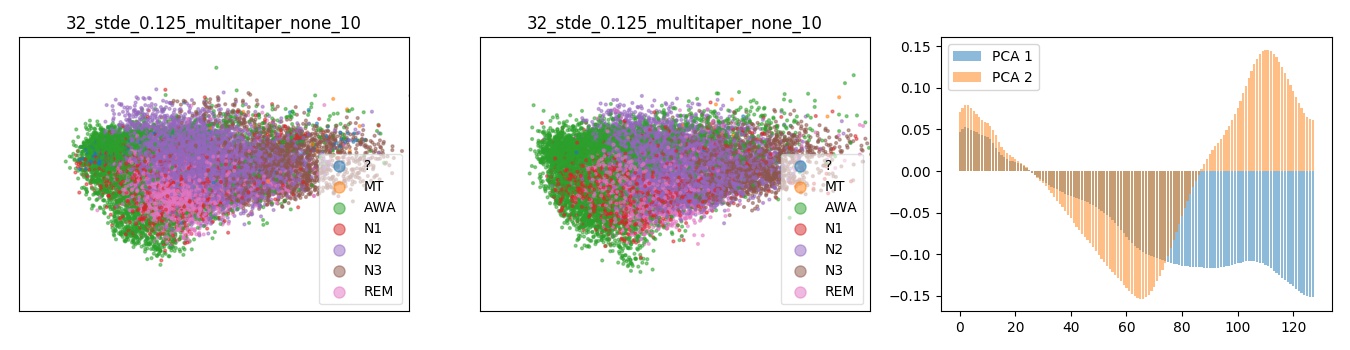 32_stde_0.125_multitaper_none_10
?
MT
AWA
N1
N2
N3
REM
32_stde_0.125_multitaper_none_10
?
MT
AWA
N1
N2
N3
REM
PCA 1
PCA 2
0.15
0.10
0.05
0.00
−0.05
−0.10
−0.15
0 20 40 60 80 100 120